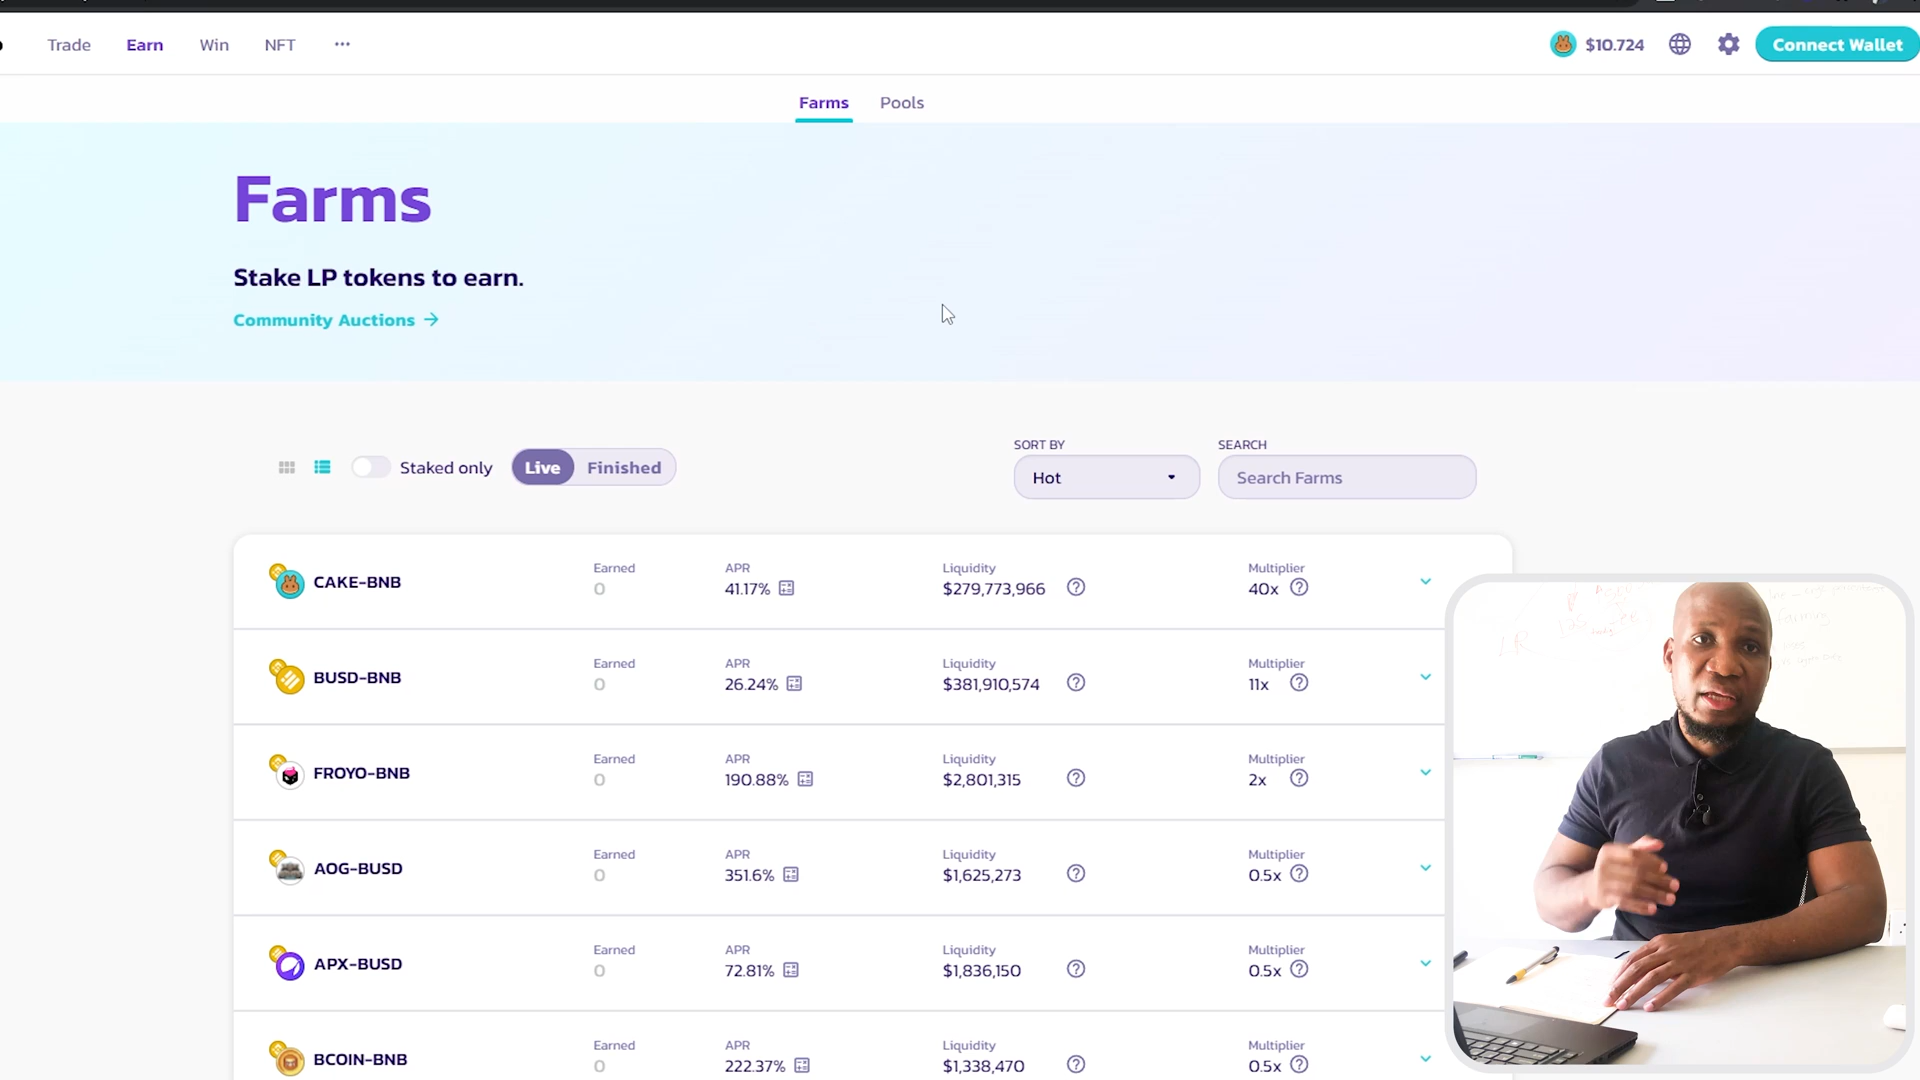 Trade Earn Win NFT ... $10.724 Connect Wallet
Farms Pools
Farms
Stake LP tokens to earn.
Community Auctions →
SORT BY SEARCH
Staked only Live Finished Hot Search Farms
Earned APR Liquidity Multiplier
CAKE-BNB 0 41.17% $279,773,966 40x
Earned APR Liquidity Multiplier
BUSD-BNB 0 26.24% $381,910,574 11x
Earned APR Liquidity Multiplier
FROYO-BNB 0 190.88% $2,801,315 2x
Earned APR Liquidity Multiplier
AOG-BUSD 0 351.6% $1,625,273 0.5x
Earned APR Liquidity Multiplier
APX-BUSD 0 72.81% $1,836,150 0.5x
Earned APR Liquidity Multiplier
BCOIN-BNB 0 222.37% $1,338,470 0.5x